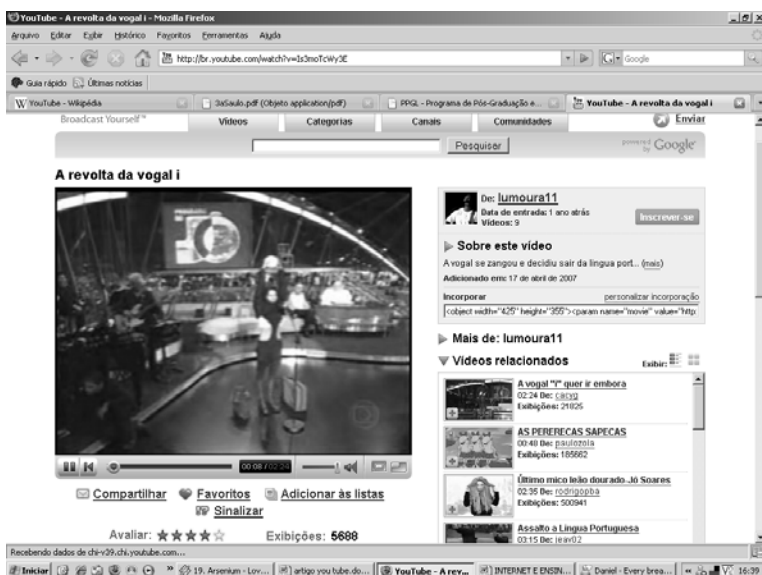 YouTube - A revolta da vogal i - Mozilla Firefox
Arquivo Editar Exibir Histórico Favoritos Ferramentas Ajuda
http://br.youtube.com/watch?v=Is3moTcWy3E
Google
Guia rápido Últimas notícias
YouTube - Wikipédia
3aSaulo.pdf (Objeto application/pdf)
PPGL - Programa de Pós-Graduação e...
YouTube - A revolta da vogal i
Broadcast Yourself™
Vídeos Categorias Canais Comunidades
Enviar
Pesquisar
powered by Google
A revolta da vogal i
De: lumoura11
Data de entrada: 1 ano atrás
Vídeos: 9
Inscrever-se
Sobre este vídeo
A vogal se zangou e decidiu sair da língua port... (mais)
Adicionado em: 17 de abril de 2007
Incorporar personalizar incorporação
<object width="425" height="355"><param name="movie" value="http:
Mais de: lumoura11
Vídeos relacionados Exibir:
A vogal "i" quer ir embora
02:24 De: cacyg
Exibições: 21025
AS PERERECAS SAPECAS
00:48 De: paulozola
Exibições: 185662
Último mico leão dourado-Jó Soares
02:35 De: rodrigopba
Exibições: 500941
Assalto a Língua Portuguesa
03:15 De: jeav02
00:08 / 02:24
Compartilhar Favoritos Adicionar às listas
Sinalizar
Avaliar: Exibições: 5688
Recebendo dados de chi-v39.chi.youtube.com...
Iniciar
19. Arsenium - Lov...
artigo you tube.do...
YouTube - A rev...
INTERNET E ENSIN...
Daniel - Every brea...
16:39